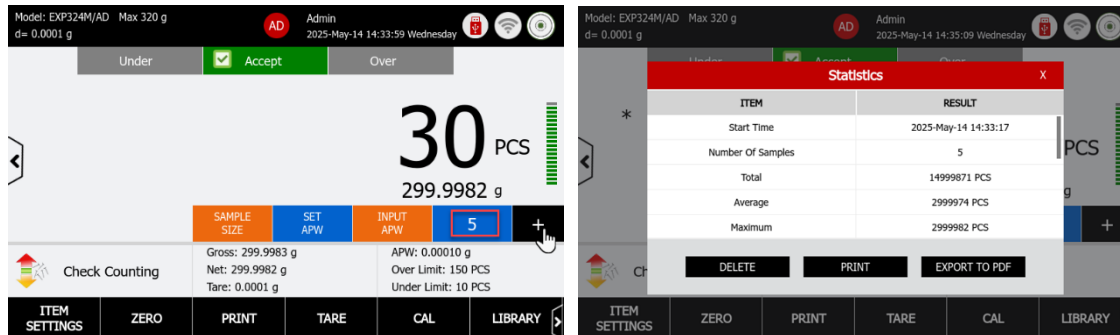 Model: EXP324M/AD Max 320 g
d= 0.0001 g
AD
Admin
2025-May-14 14:33:59 Wednesday
Under
Accept
Over
30 PCS
299.9982 g
SAMPLE
SIZE
SET
APW
INPUT
APW
5
+
Check Counting
Gross: 299.9983 g
Net: 299.9982 g
Tare: 0.0001 g
APW: 0.00010 g
Over Limit: 150 PCS
Under Limit: 10 PCS
ITEM
SETTINGS
ZERO
PRINT
TARE
CAL
LIBRARY
Model: EXP324M/AD Max 320 g
d= 0.0001 g
AD
Admin
2025-May-14 14:35:09 Wednesday
Under
Accept
Over
Statistics X
ITEM RESULT
Start Time 2025-May-14 14:33:17
Number Of Samples 5
Total 14999871 PCS
Average 2999974 PCS
Maximum 2999982 PCS
DELETE
PRINT
EXPORT TO PDF
*
PCS
g
+
Ch
ITEM
SETTINGS
ZERO
PRINT
TARE
CAL
LIBRARY